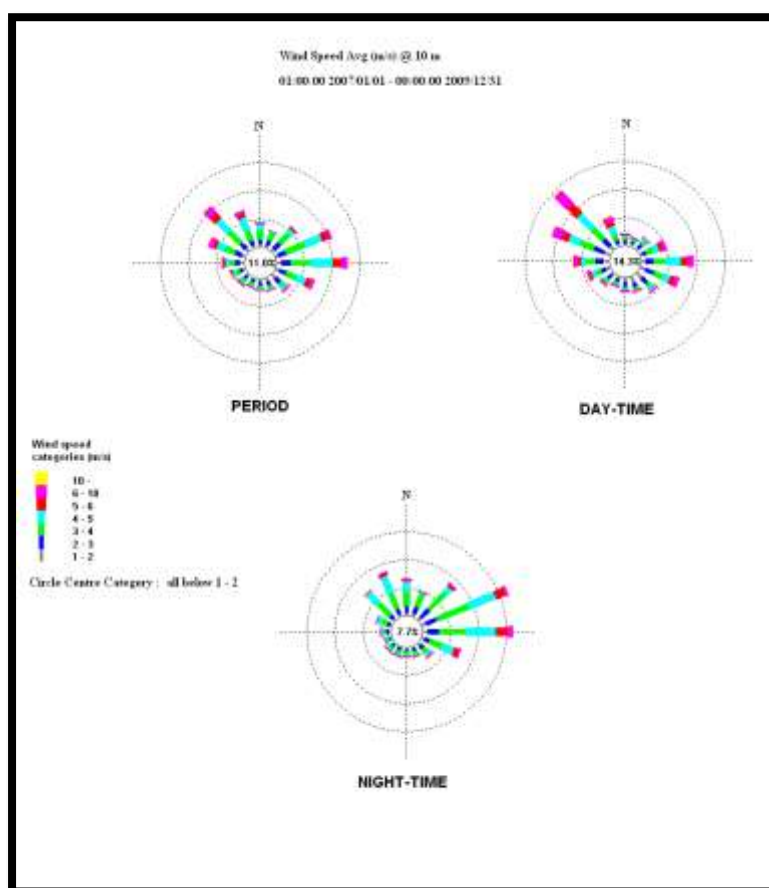 Wind Speed Avg (m/s) @ 10 m
01:00:00 2007/01/01 - 00:00:00 2009/12/31
N
N
14.3%
PERIOD
DAY-TIME
Wind speed
categories (m/s)
10 -
6 - 10
5 - 6
4 - 5
3 - 4
2 - 3
1 - 2
Circle Centre Category : all below 1 - 2
N
7.7%
NIGHT-TIME